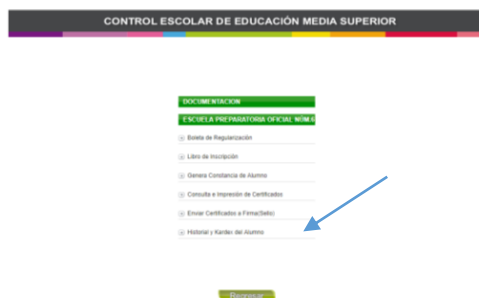 CONTROL ESCOLAR DE EDUCACIÓN MEDIA SUPERIOR
DOCUMENTACION
ESCUELA PREPARATORIA OFICIAL NÚM.6
Boleta de Regularización
Libro de Inscripción
Genera Constancia de Alumno
Consulta e Impresión de Certificados
Enviar Certificados a Firma(Sello)
Historial y Kardex del Alumno
Regresar